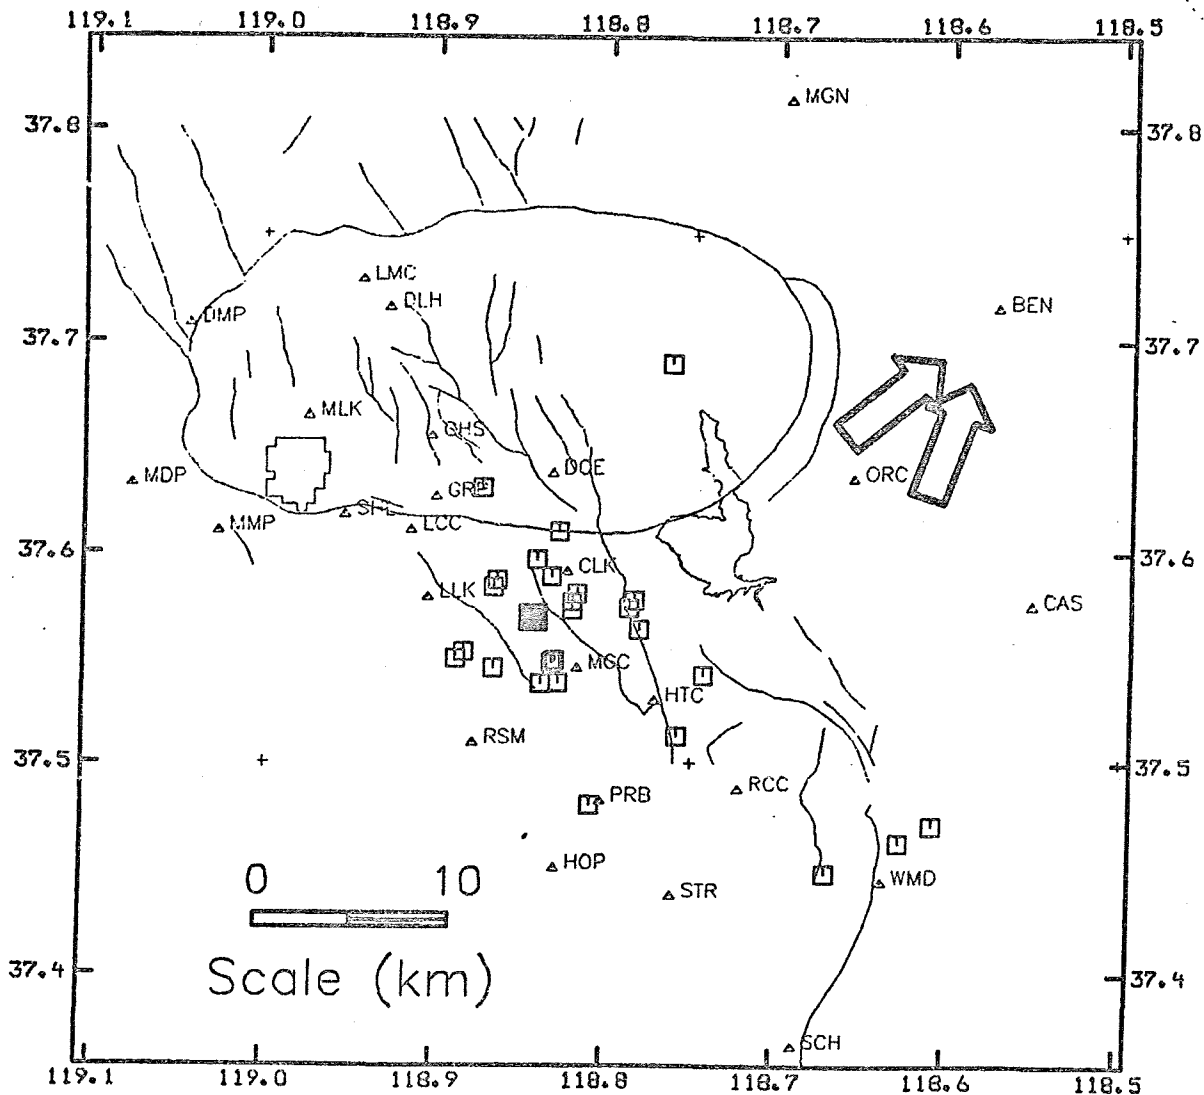 119.1 119.0 118.9 118.8 118.7 118.6 118.5
MGN
37.8 37.8
LMC
DLH
DMP BEN
37.7 37.7
MLK
MDP DCE ORC
MMP LCC
37.6 CLK 37.6
LLK CAS
MGC
HTC
RSM
37.5 37.5
RCC
PRB
HOP
0 10 STR WMD
Scale (km)
37.4 37.4
SCH
119.1 119.0 118.9 118.8 118.7 118.6 118.5